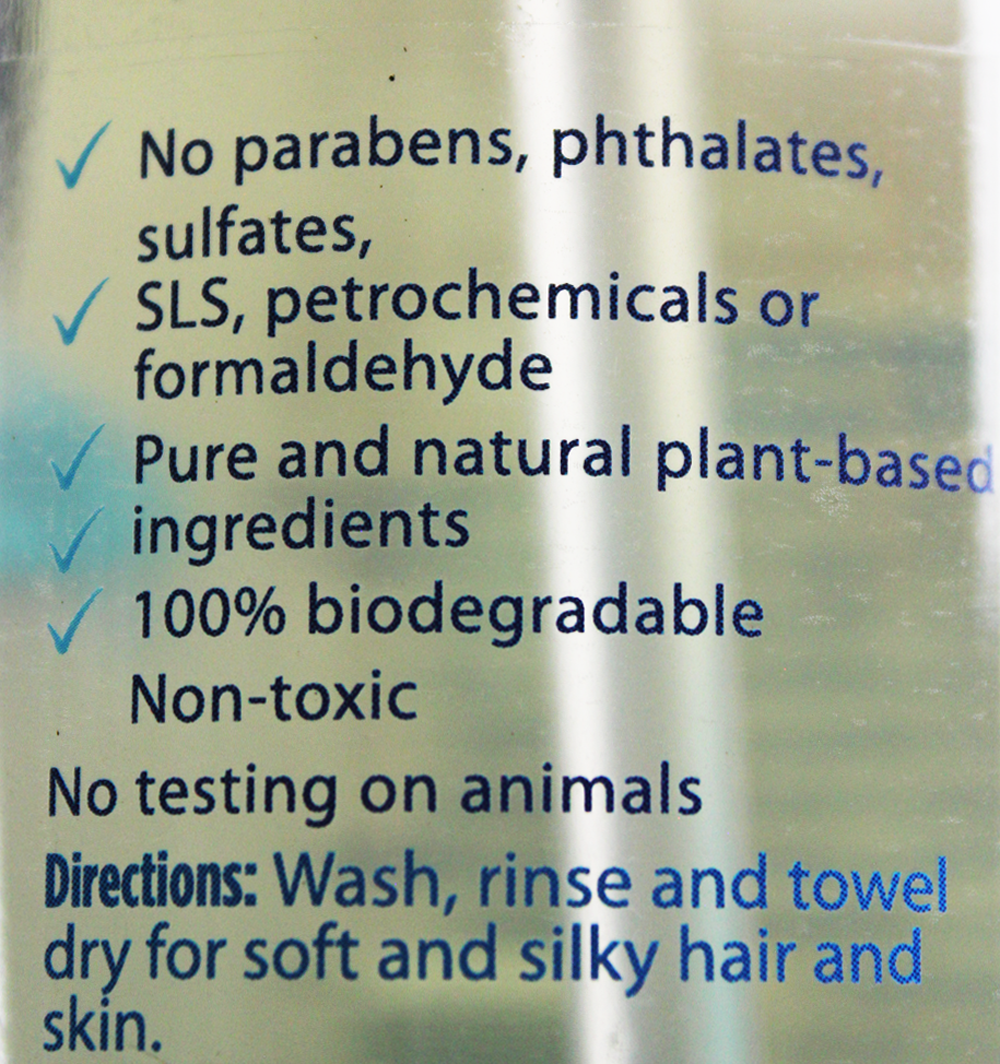 ✓ No parabens, phthalates,
sulfates,
✓ SLS, petrochemicals or
formaldehyde
✓ Pure and natural plant-based
✓ ingredients
✓ 100% biodegradable
Non-toxic
No testing on animals
Directions: Wash, rinse and towel
dry for soft and silky hair and
skin.